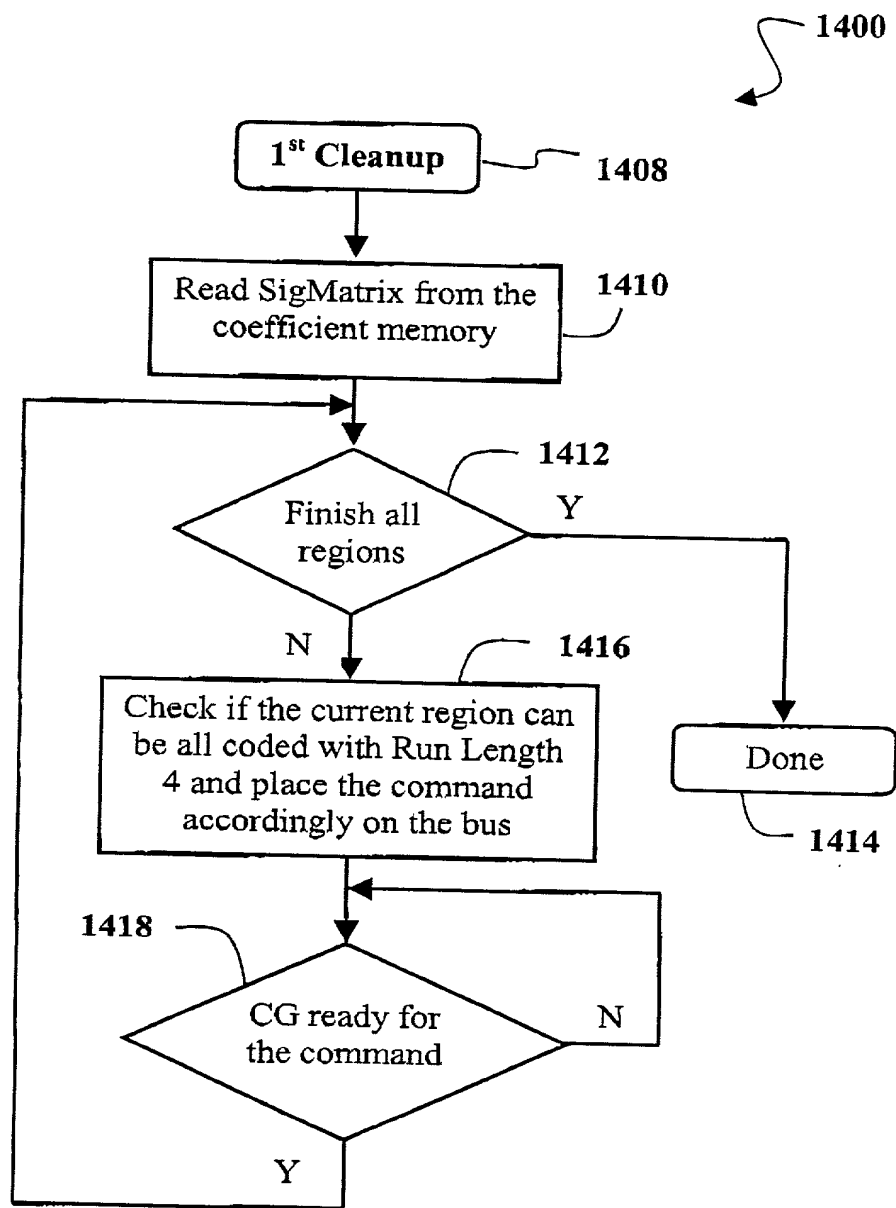 1400
1st Cleanup
1408
Read SigMatrix from the
coefficient memory
1410
1412
Finish all
regions
Y
N
1416
Check if the current region can
be all coded with Run Length
4 and place the command
accordingly on the bus
Done
1414
1418
CG ready for
the command
N
Y